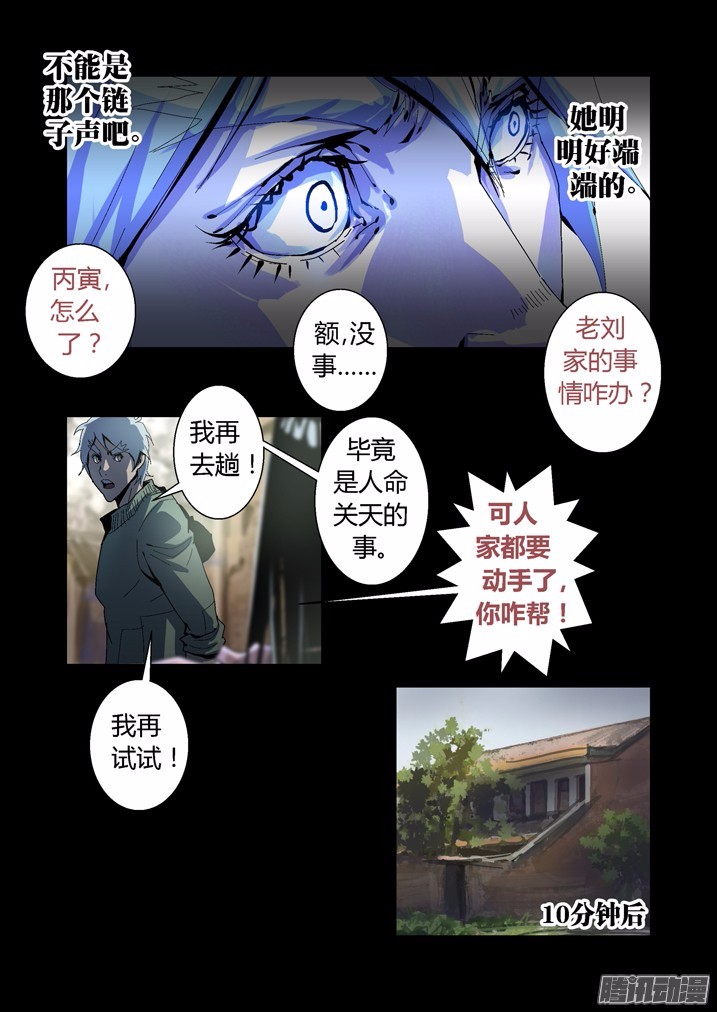 不能是
那个链
子声吧。
她明
明好端
端的。
丙寅，
怎么
了？
额，没
事……
老刘
家的事
情咋办？
我再
去趟！
毕竟
是人命
关天的
事。
可人
家都要
动手了，
你咋帮！
我再
试试！
10分钟后
腾讯动漫